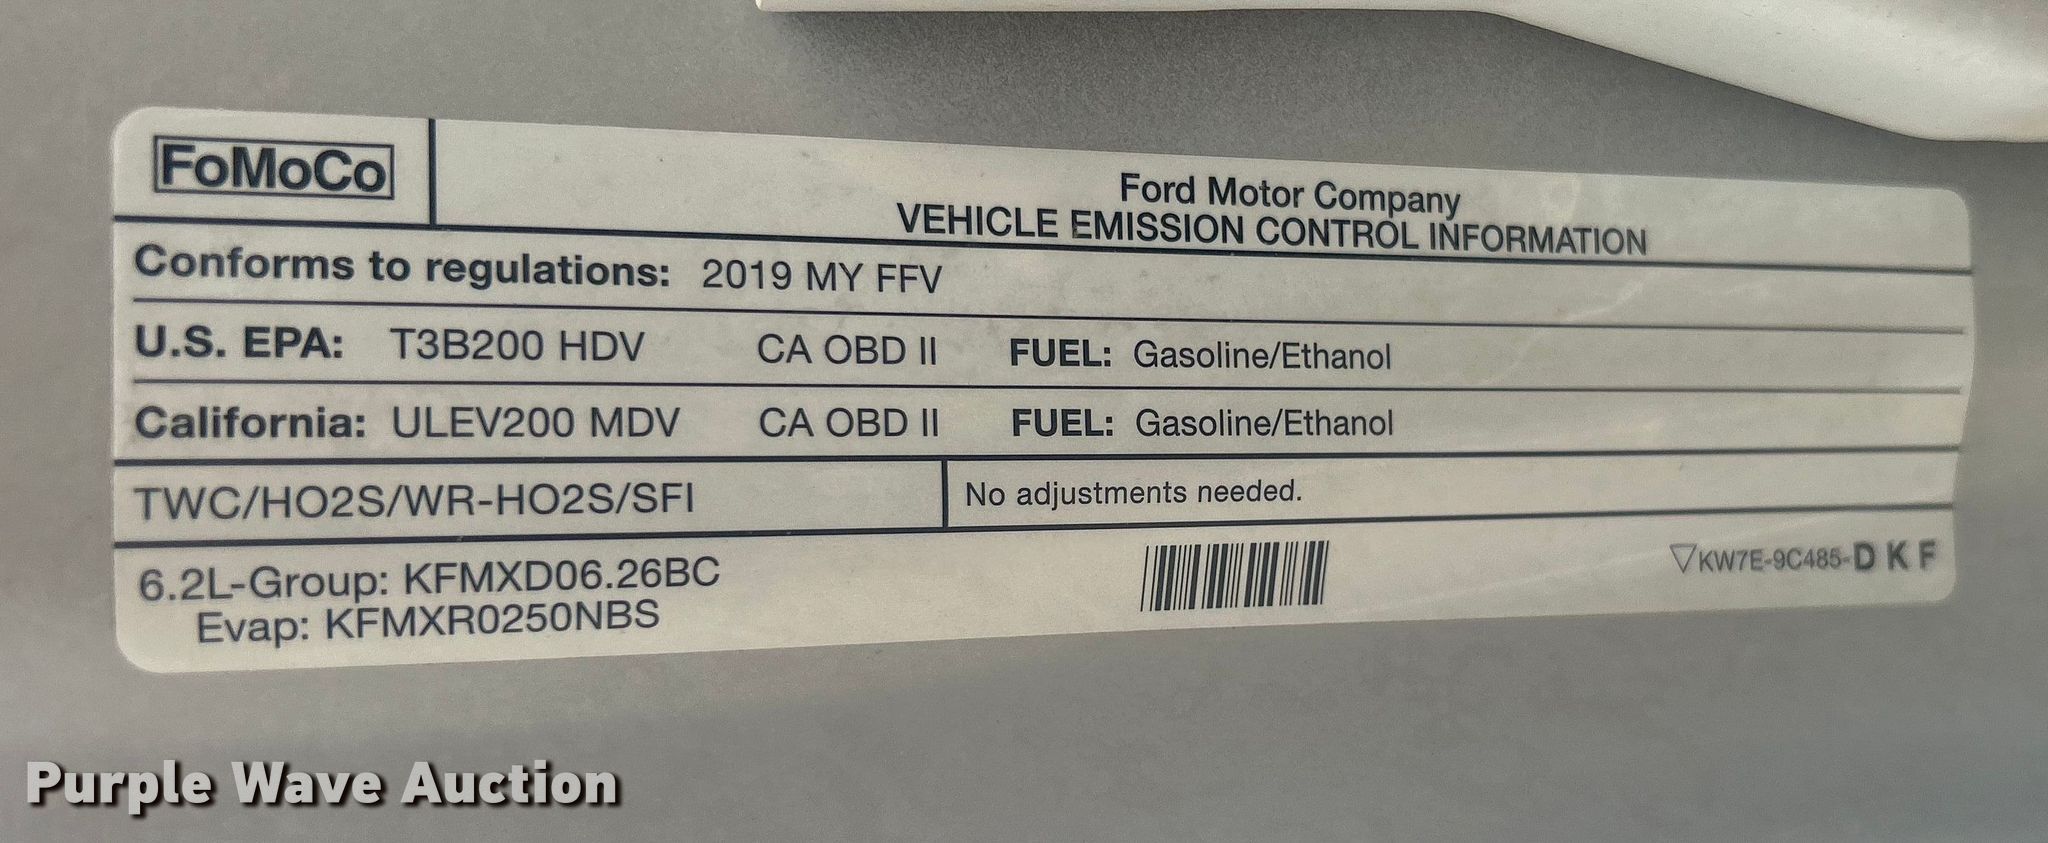 FoMoCo
Ford Motor Company
VEHICLE EMISSION CONTROL INFORMATION
Conforms to regulations: 2019 MY FFV
U.S. EPA: T3B200 HDV CA OBD II FUEL: Gasoline/Ethanol
California: ULEV200 MDV CA OBD II FUEL: Gasoline/Ethanol
TWC/HO2S/WR-HO2S/SFI No adjustments needed.
6.2L-Group: KFMXD06.26BC
Evap: KFMXR0250NBS
▽KW7E-9C485-D K F
Purple Wave Auction